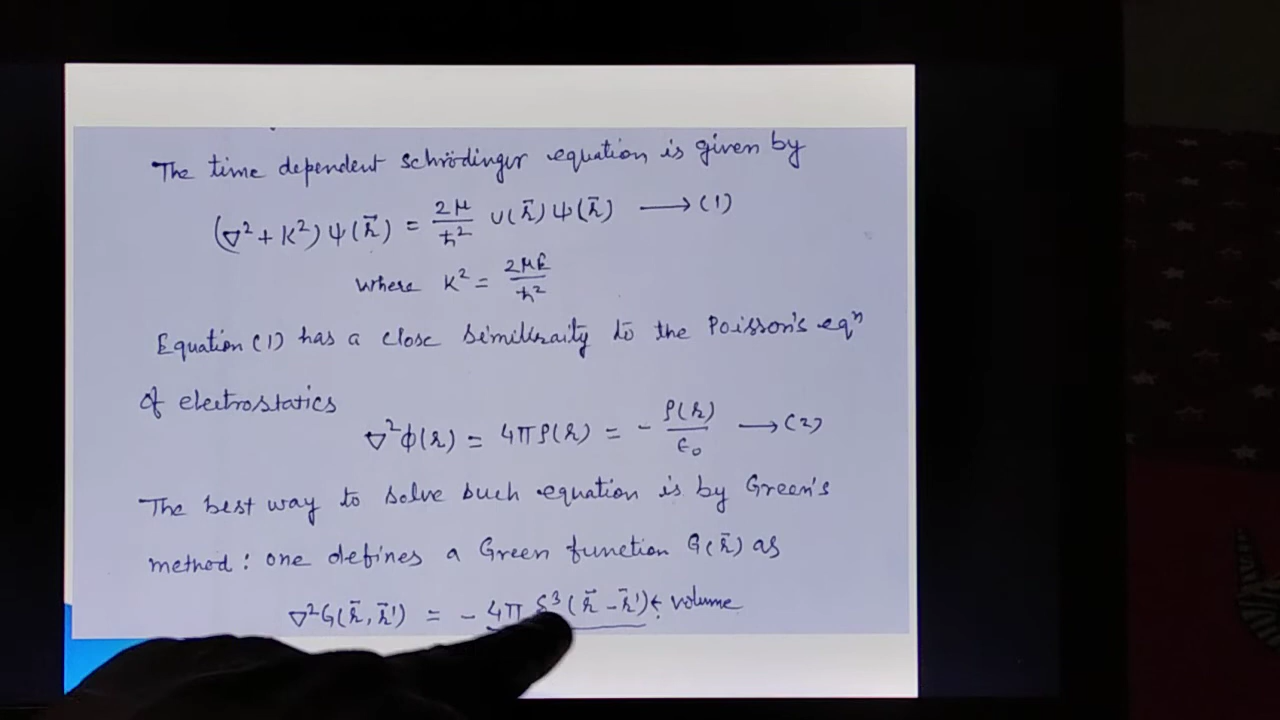 The time dependent Schrödinger equation is given by
(∇² + K²) Ψ(r̄) = 2μ/ħ² U(r̄) Ψ(r̄) ⟶ (1)
where K² = 2μE/ħ²
Equation (1) has a close similiraity to the Poisson's eqⁿ
of electrostatics
∇²ϕ(r) = 4πρ(r) = - ρ(r)/ε₀ ⟶ (2)
The best way to solve such equation is by Green's
method: one defines a Green function G(r̄) as
∇²G(r̄, r̄') = - 4π δ³(r̄ - r̄') ← volume